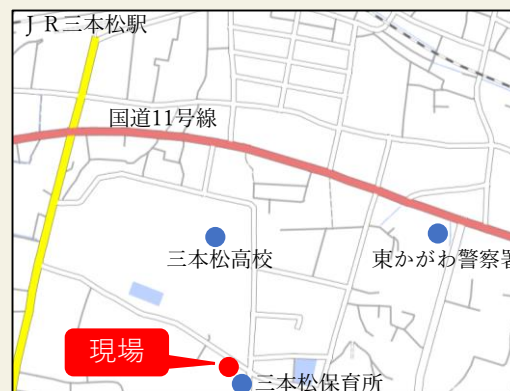 ＪＲ三本松駅
国道11号線
三本松高校
東かがわ警察署
現場
三本松保育所